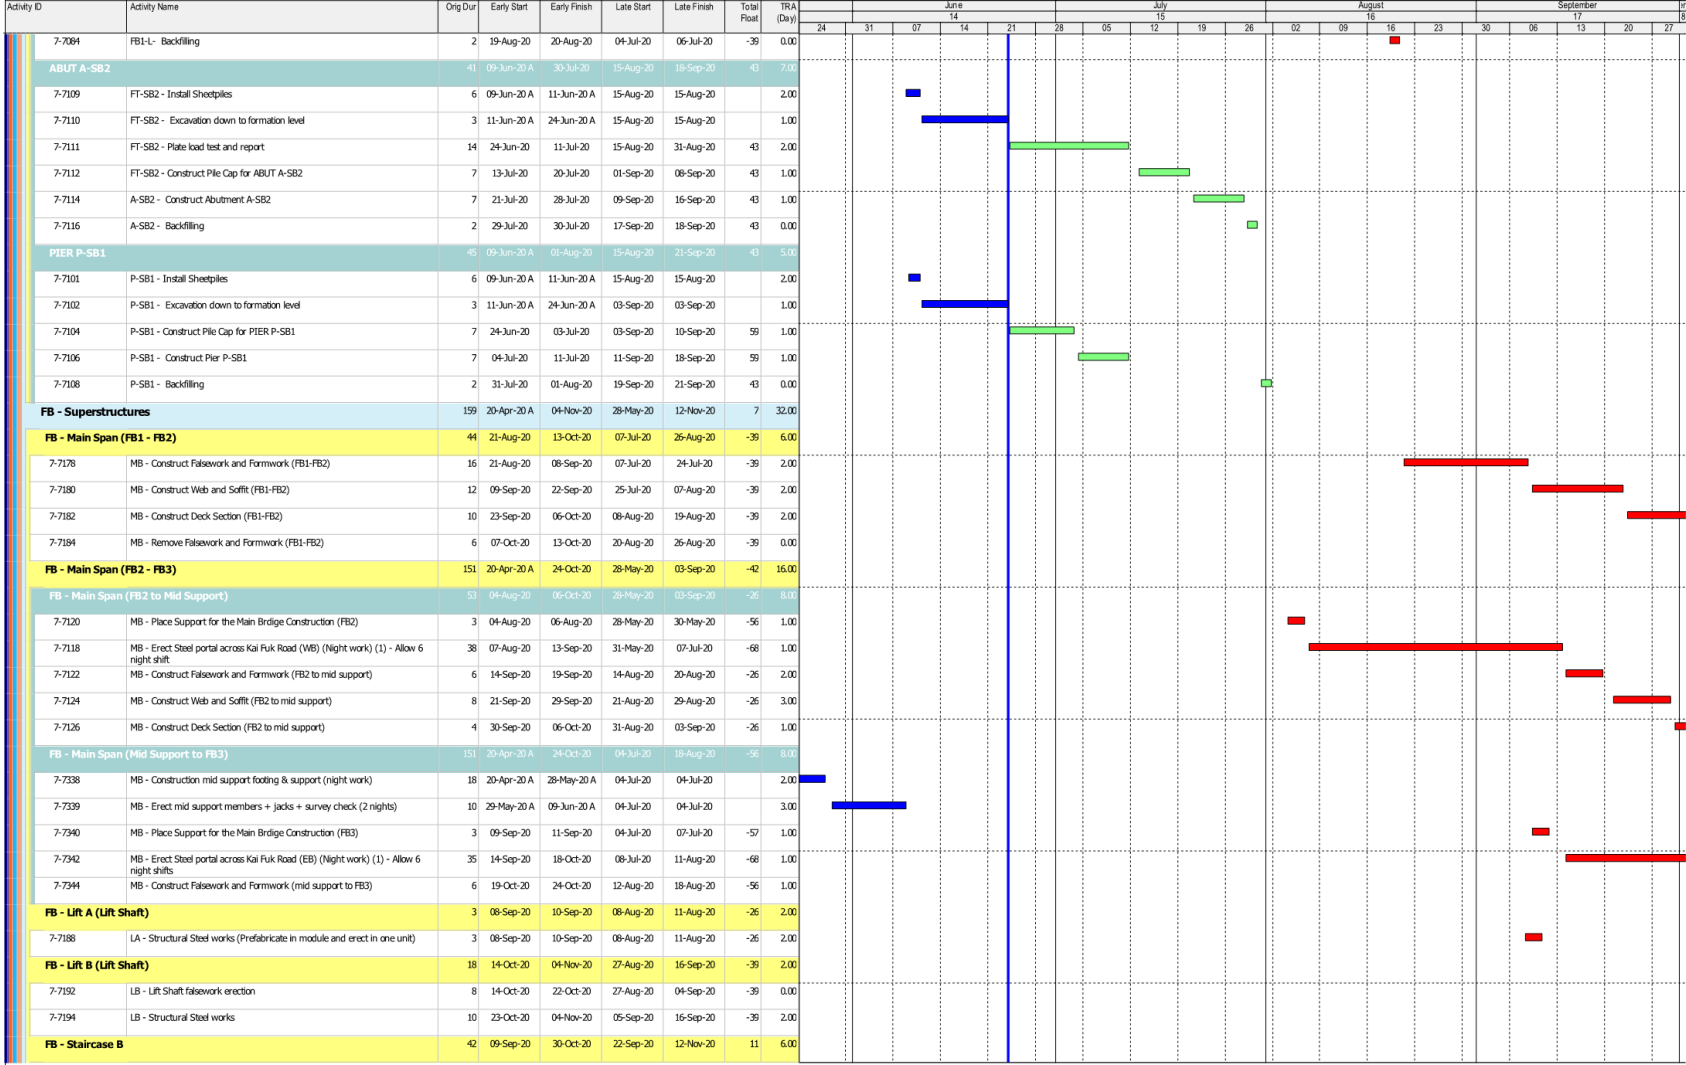 Activity ID Activity Name Orig Dur Early Start Early Finish Late Start Late Finish Total Float TRA (Day) June July August September
14 15 16 17 8
24 31 07 14 21 28 05 12 19 26 02 09 16 23 30 06 13 20 27
7-7084 FB1-L- Backfilling 2 19-Aug-20 20-Aug-20 04-Jul-20 06-Jul-20 -39 0.00
ABUT A-SB2 41 09-Jun-20 A 30-Jul-20 15-Aug-20 18-Sep-20 43 7.00
7-7109 FT-SB2 - Install Sheetpiles 6 09-Jun-20 A 11-Jun-20 A 15-Aug-20 15-Aug-20 2.00
7-7110 FT-SB2 - Excavation down to formation level 3 11-Jun-20 A 24-Jun-20 A 15-Aug-20 15-Aug-20 1.00
7-7111 FT-SB2 - Plate load test and report 14 24-Jun-20 11-Jul-20 15-Aug-20 31-Aug-20 43 2.00
7-7112 FT-SB2 - Construct Pile Cap for ABUT A-SB2 7 13-Jul-20 20-Jul-20 01-Sep-20 08-Sep-20 43 1.00
7-7114 A-SB2 - Construct Abutment A-SB2 7 21-Jul-20 28-Jul-20 09-Sep-20 16-Sep-20 43 1.00
7-7116 A-SB2 - Backfilling 2 29-Jul-20 30-Jul-20 17-Sep-20 18-Sep-20 43 0.00
PIER P-SB1 45 09-Jun-20 A 01-Aug-20 15-Aug-20 21-Sep-20 43 5.00
7-7101 P-SB1 - Install Sheetpiles 6 09-Jun-20 A 11-Jun-20 A 15-Aug-20 15-Aug-20 2.00
7-7102 P-SB1 - Excavation down to formation level 3 11-Jun-20 A 24-Jun-20 A 03-Sep-20 03-Sep-20 1.00
7-7104 P-SB1 - Construct Pile Cap for PIER P-SB1 7 24-Jun-20 03-Jul-20 03-Sep-20 10-Sep-20 59 1.00
7-7106 P-SB1 - Construct Pier P-SB1 7 04-Jul-20 11-Jul-20 11-Sep-20 18-Sep-20 59 1.00
7-7108 P-SB1 - Backfilling 2 31-Jul-20 01-Aug-20 19-Sep-20 21-Sep-20 43 0.00
FB - Superstructures 159 20-Apr-20 A 04-Nov-20 28-May-20 12-Nov-20 7 32.00
FB - Main Span (FB1 - FB2) 44 21-Aug-20 13-Oct-20 07-Jul-20 26-Aug-20 -39 6.00
7-7178 MB - Construct Falsework and Formwork (FB1-FB2) 16 21-Aug-20 08-Sep-20 07-Jul-20 24-Jul-20 -39 2.00
7-7180 MB - Construct Web and Soffit (FB1-FB2) 12 09-Sep-20 22-Sep-20 25-Jul-20 07-Aug-20 -39 2.00
7-7182 MB - Construct Deck Section (FB1-FB2) 10 23-Sep-20 06-Oct-20 08-Aug-20 19-Aug-20 -39 2.00
7-7184 MB - Remove Falsework and Formwork (FB1-FB2) 6 07-Oct-20 13-Oct-20 20-Aug-20 26-Aug-20 -39 0.00
FB - Main Span (FB2 - FB3) 151 20-Apr-20 A 24-Oct-20 28-May-20 03-Sep-20 -42 16.00
FB - Main Span (FB2 to Mid Support) 53 04-Aug-20 06-Oct-20 28-May-20 03-Sep-20 -26 8.00
7-7120 MB - Place Support for the Main Brdige Construction (FB2) 3 04-Aug-20 06-Aug-20 28-May-20 30-May-20 -56 1.00
7-7118 MB - Erect Steel portal across Kai Fuk Road (WB) (Night work) (1) - Allow 6 38 07-Aug-20 13-Sep-20 31-May-20 07-Jul-20 -68 1.00
night shift
7-7122 MB - Construct Falsework and Formwork (FB2 to mid support) 6 14-Sep-20 19-Sep-20 14-Aug-20 20-Aug-20 -26 2.00
7-7124 MB - Construct Web and Soffit (FB2 to mid support) 8 21-Sep-20 29-Sep-20 21-Aug-20 29-Aug-20 -26 3.00
7-7126 MB - Construct Deck Section (FB2 to mid support) 4 30-Sep-20 06-Oct-20 31-Aug-20 03-Sep-20 -26 1.00
FB - Main Span (Mid Support to FB3) 151 20-Apr-20 A 24-Oct-20 04-Jul-20 18-Aug-20 -56 8.00
7-7338 MB - Construction mid support footing & support (night work) 18 20-Apr-20 A 28-May-20 A 04-Jul-20 04-Jul-20 2.00
7-7339 MB - Erect mid support members + jacks + survey check (2 nights) 10 29-May-20 A 09-Jun-20 A 04-Jul-20 04-Jul-20 3.00
7-7340 MB - Place Support for the Main Brdige Construction (FB3) 3 09-Sep-20 11-Sep-20 04-Jul-20 07-Jul-20 -57 1.00
7-7342 MB - Erect Steel portal across Kai Fuk Road (EB) (Night work) (1) - Allow 6 35 14-Sep-20 18-Oct-20 08-Jul-20 11-Aug-20 -68 1.00
night shifts
7-7344 MB - Construct Falsework and Formwork (mid support to FB3) 6 19-Oct-20 24-Oct-20 12-Aug-20 18-Aug-20 -56 1.00
FB - Lift A (Lift Shaft) 3 08-Sep-20 10-Sep-20 08-Aug-20 11-Aug-20 -26 2.00
7-7188 LA - Structural Steel works (Prefabricate in module and erect in one unit) 3 08-Sep-20 10-Sep-20 08-Aug-20 11-Aug-20 -26 2.00
FB - Lift B (Lift Shaft) 18 14-Oct-20 04-Nov-20 27-Aug-20 16-Sep-20 -39 2.00
7-7192 LB - Lift Shaft falsework erection 8 14-Oct-20 22-Oct-20 27-Aug-20 04-Sep-20 -39 0.00
7-7194 LB - Structural Steel works 10 23-Oct-20 04-Nov-20 05-Sep-20 16-Sep-20 -39 2.00
FB - Staircase B 42 09-Sep-20 30-Oct-20 22-Sep-20 12-Nov-20 11 6.00